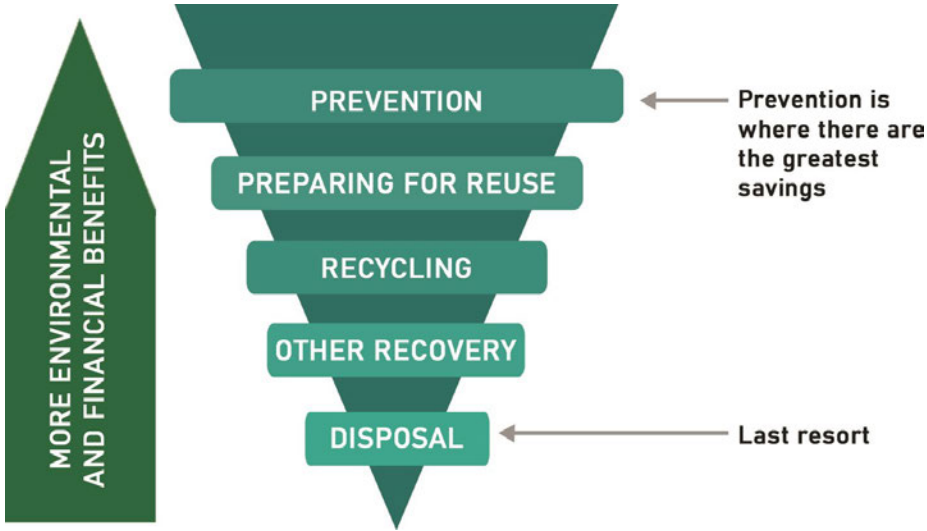 MORE ENVIRONMENTAL
AND FINANCIAL BENEFITS
PREVENTION
PREPARING FOR REUSE
RECYCLING
OTHER RECOVERY
DISPOSAL
Prevention is
where there are
the greatest
savings
Last resort